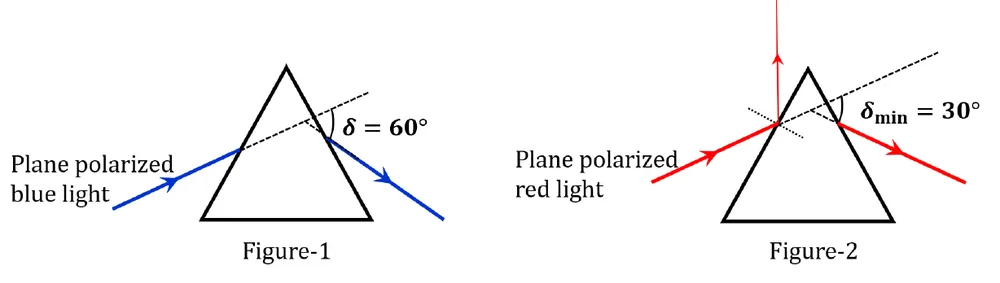 δ = 60°
Plane polarized
blue light
Figure-1
δmin = 30°
Plane polarized
red light
Figure-2